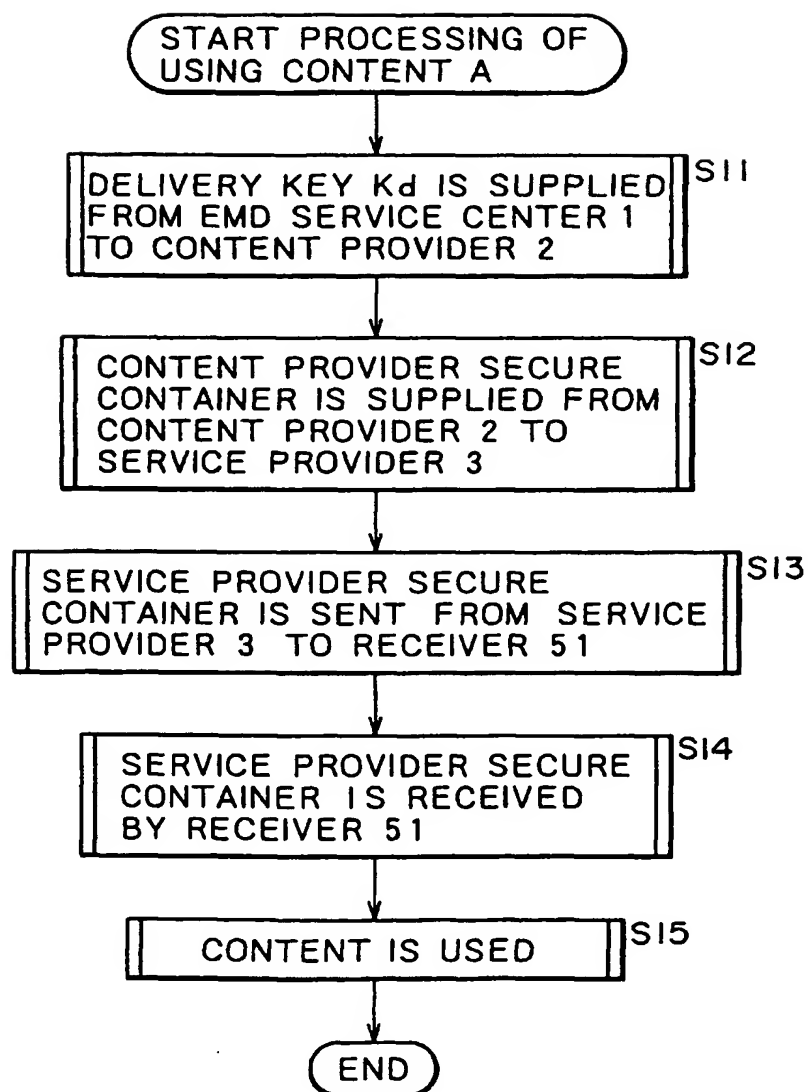 START PROCESSING OF
USING CONTENT A
S11
DELIVERY KEY Kd IS SUPPLIED
FROM EMD SERVICE CENTER 1
TO CONTENT PROVIDER 2
S12
CONTENT PROVIDER SECURE
CONTAINER IS SUPPLIED FROM
CONTENT PROVIDER 2 TO
SERVICE PROVIDER 3
S13
SERVICE PROVIDER SECURE
CONTAINER IS SENT FROM SERVICE
PROVIDER 3 TO RECEIVER 51
S14
SERVICE PROVIDER SECURE
CONTAINER IS RECEIVED
BY RECEIVER 51
S15
CONTENT IS USED
END